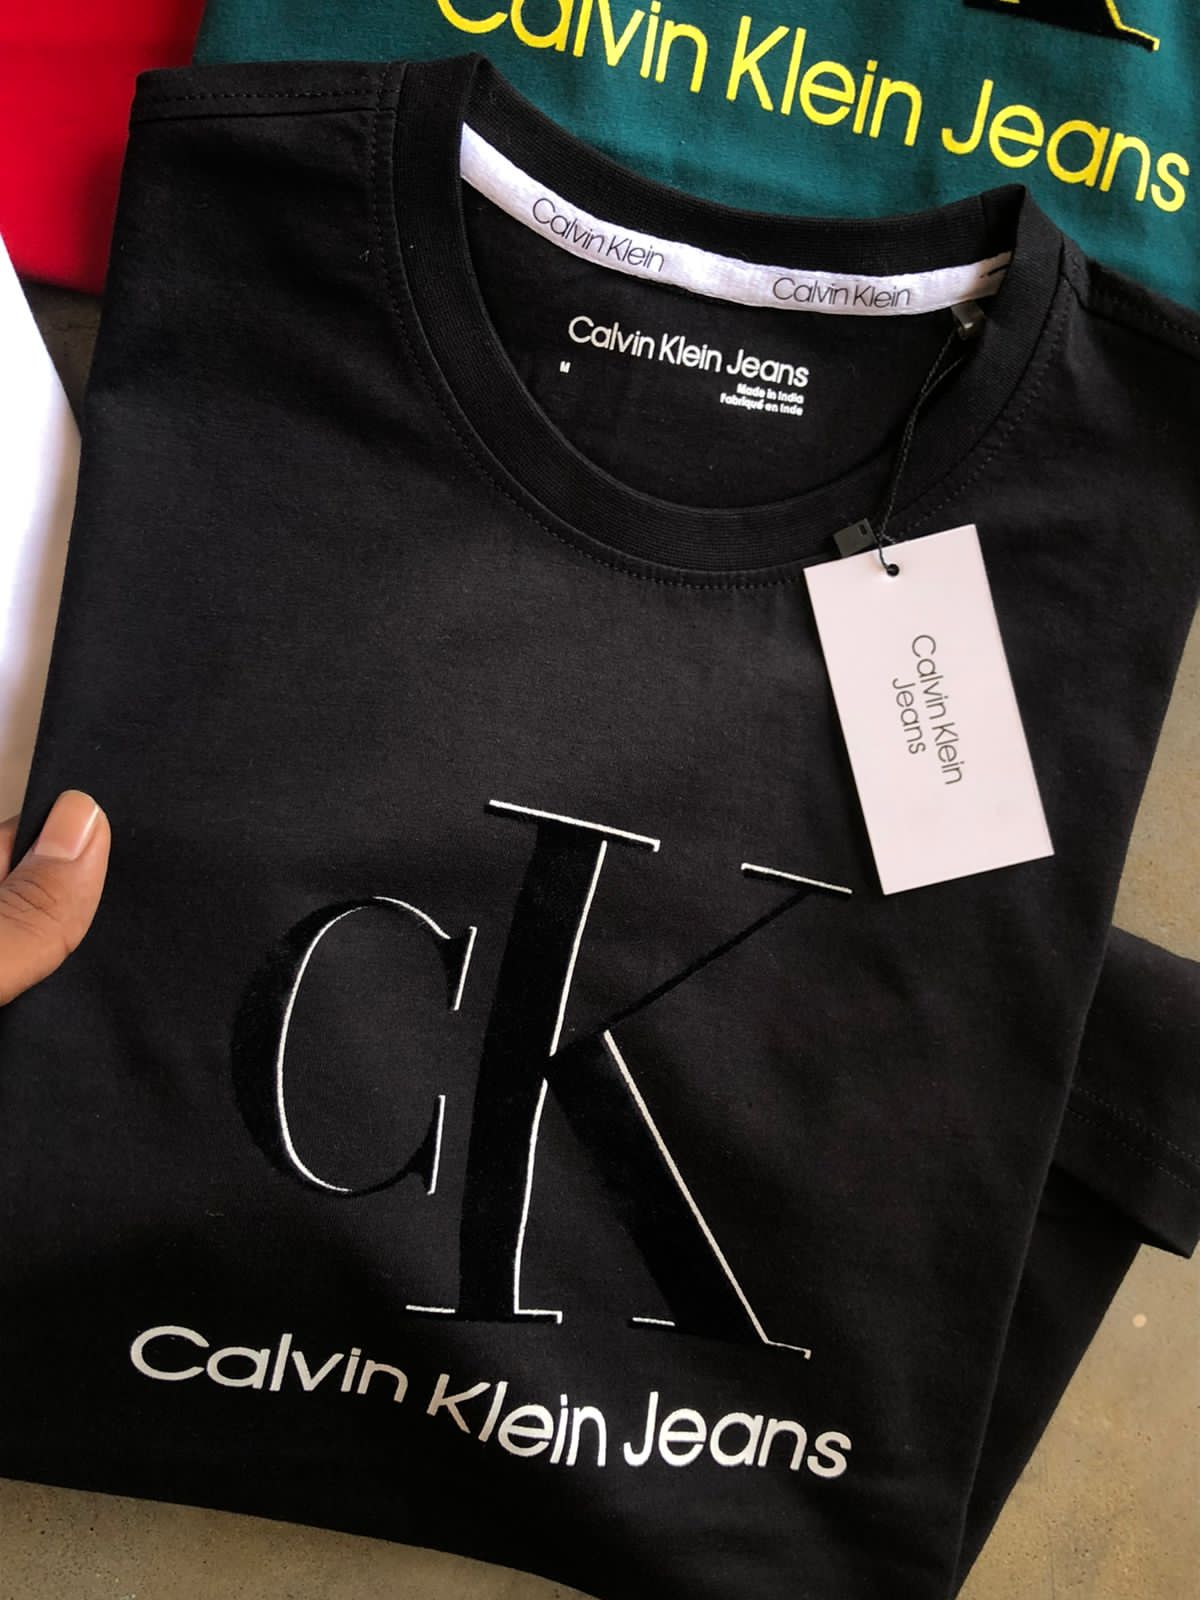 Calvin Klein Jeans
Calvin Klein
Calvin Klein
Calvin Klein Jeans
M
Made in India
Fabriqué en Inde
Calvin Klein
Jeans
CK
Calvin Klein Jeans